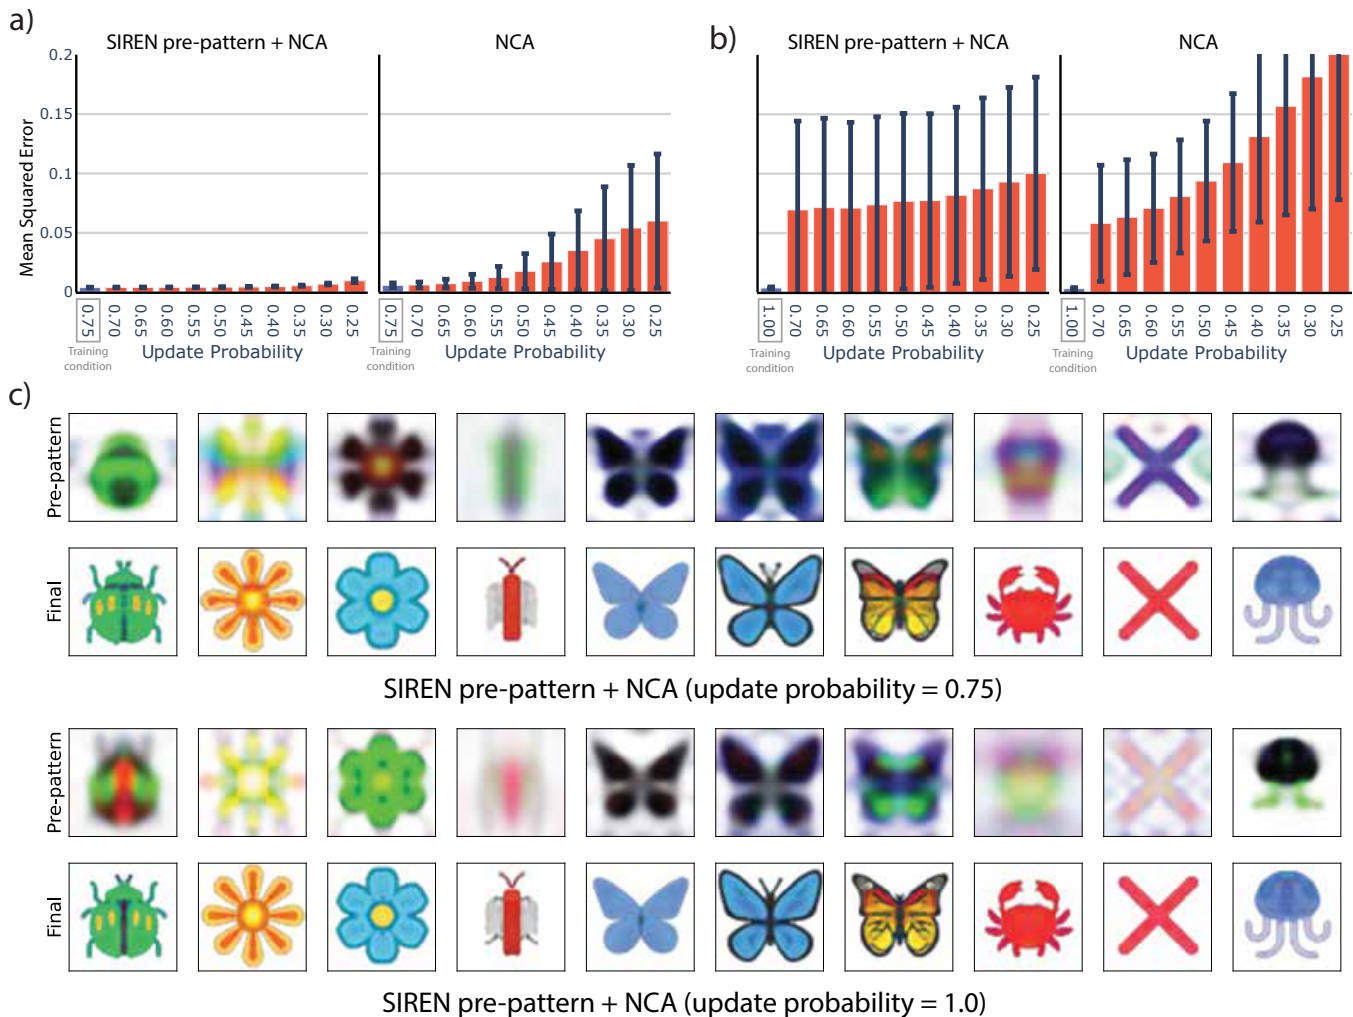 a)
SIREN pre-pattern + NCA
NCA
b)
SIREN pre-pattern + NCA
NCA
Mean Squared Error
0.2
0.15
0.1
0.05
0
0.75 0.70 0.65 0.60 0.55 0.50 0.45 0.40 0.35 0.30 0.25
Training condition
Update Probability
0.75 0.70 0.65 0.60 0.55 0.50 0.45 0.40 0.35 0.30 0.25
Training condition
Update Probability
1.00 0.70 0.65 0.60 0.55 0.50 0.45 0.40 0.35 0.30 0.25
Training condition
Update Probability
1.00 0.70 0.65 0.60 0.55 0.50 0.45 0.40 0.35 0.30 0.25
Training condition
Update Probability
c)
Pre-pattern
Final
SIREN pre-pattern + NCA (update probability = 0.75)
Pre-pattern
Final
SIREN pre-pattern + NCA (update probability = 1.0)